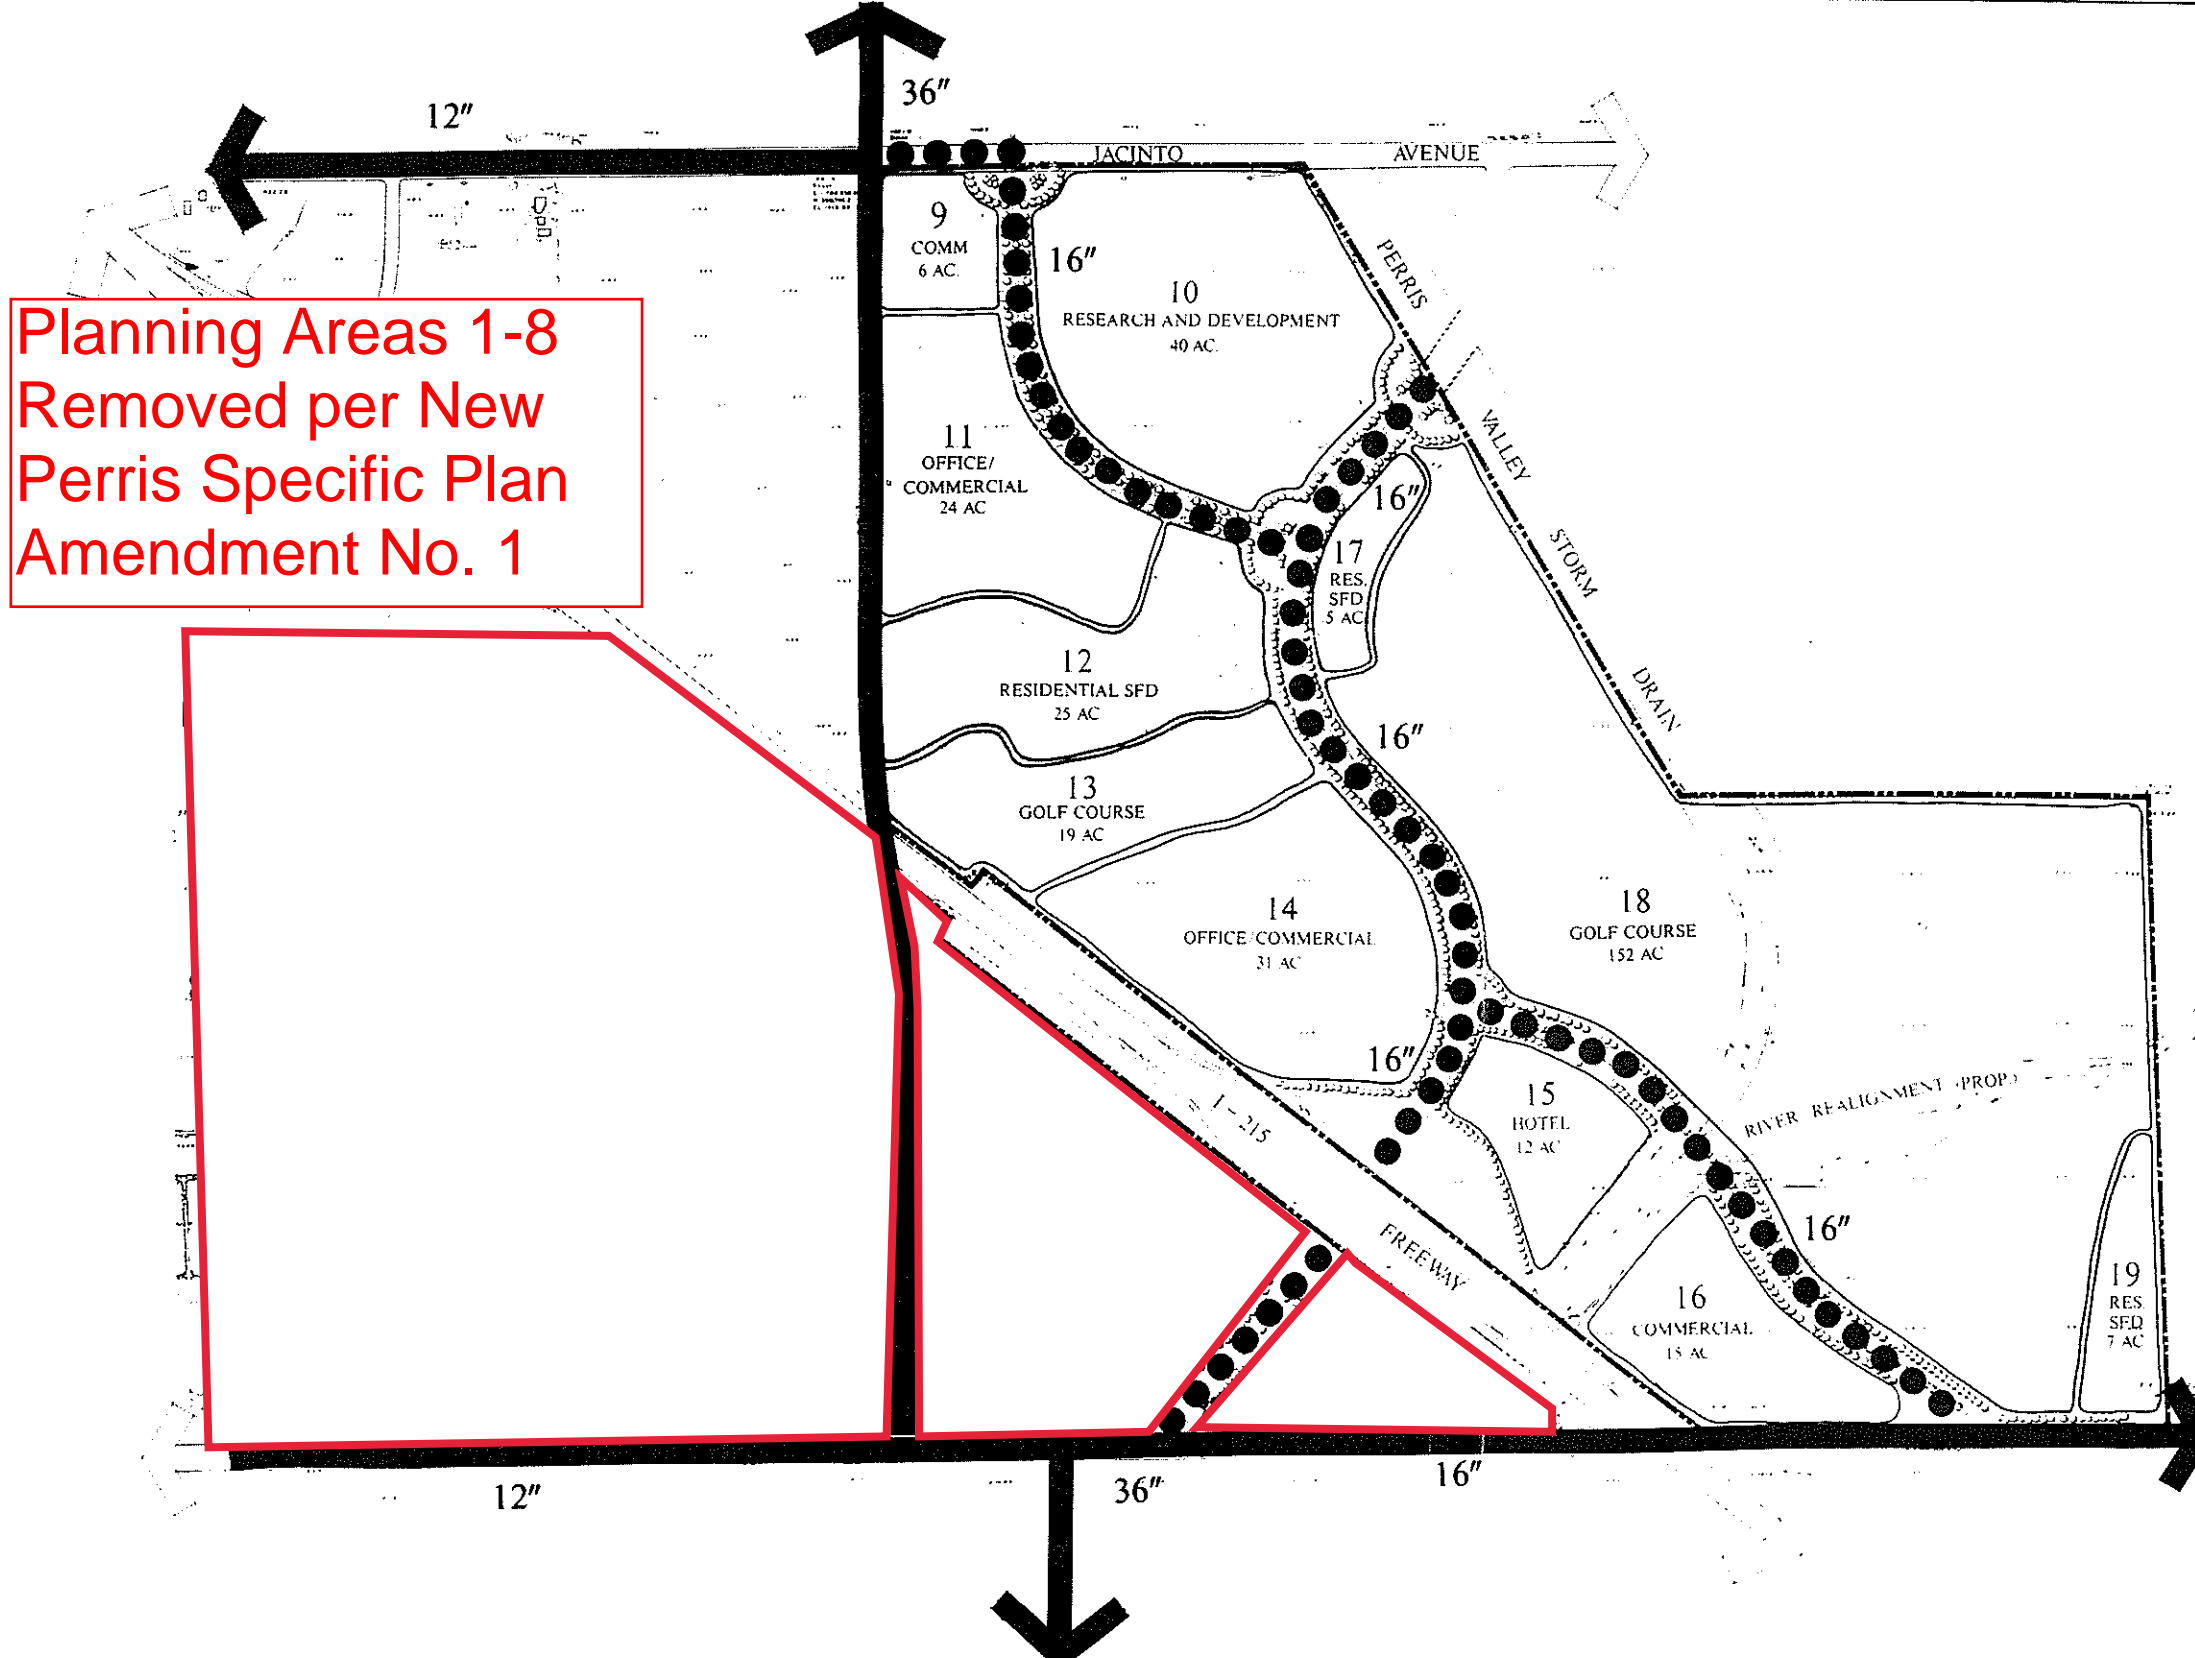 36"
12"
JACINTO AVENUE
9
COMM
6 AC.
16"
10
RESEARCH AND DEVELOPMENT
40 AC.
PERRIS VALLEY STORM DRAIN
Planning Areas 1-8
Removed per New
Perris Specific Plan
Amendment No. 1
11
OFFICE/
COMMERCIAL
24 AC
16"
17
RES.
SFD
5 AC
12
RESIDENTIAL SFD
25 AC
16"
13
GOLF COURSE
19 AC
14
OFFICE/COMMERCIAL
31 AC
18
GOLF COURSE
152 AC
16"
15
HOTEL
12 AC
RIVER REALIGNMENT (PROP.)
I-215 FREEWAY
16"
16
COMMERCIAL
15 AC
19
RES.
SFD
7 AC
12"
36"
16"